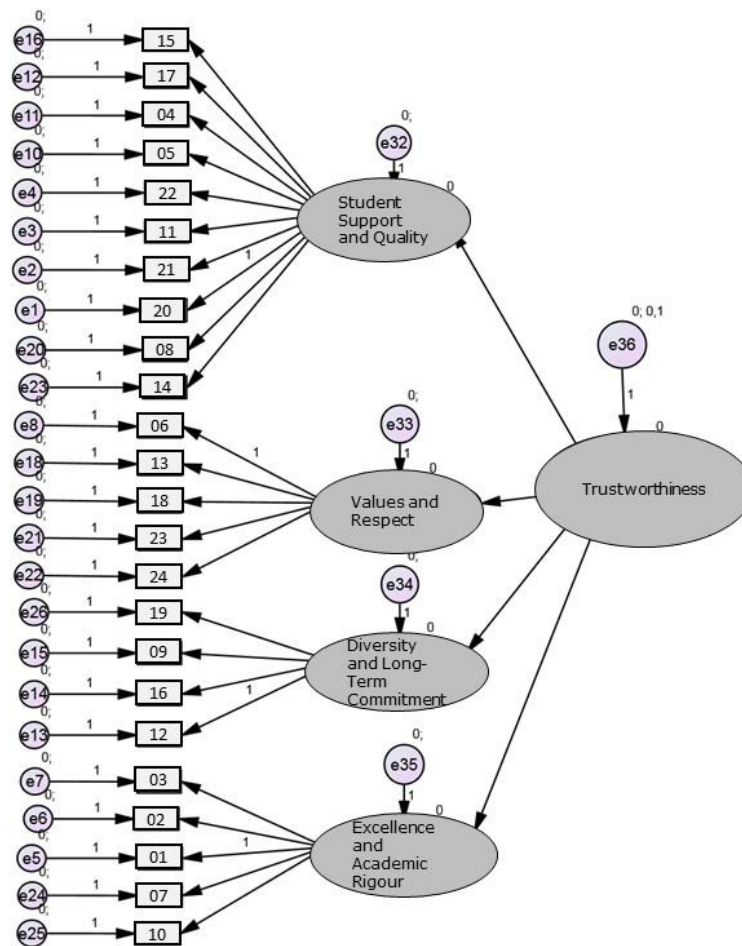 0;
e16 1 15
0;
e12 1 17
0;
e11 1 04
0;
e10 1 05
0;
e4 1 22
0;
e3 1 11
0;
e2 1 21
0;
e1 1 20
0;
e20 1 08
0;
e23 1 14
0;
e8 1 06
0;
e18 1 13
0;
e19 1 18
0;
e21 1 23
0;
e22 1 24
0;
e26 1 19
0;
e15 1 09
0;
e14 1 16
0;
e13 1 12
0;
e7 1 03
0;
e6 1 02
0;
e5 1 01
0;
e24 1 07
0;
e25 1 10
0;
e32
1
0
Student
Support
and Quality
1
0;
e33
1
0
Values and
Respect
1
0;
e34
1
0
Diversity
and Long-
Term
Commitment
1
0;
e35
1
0
Excellence
and
Academic
Rigour
1
0; 0,1
e36
1
0
Trustworthiness